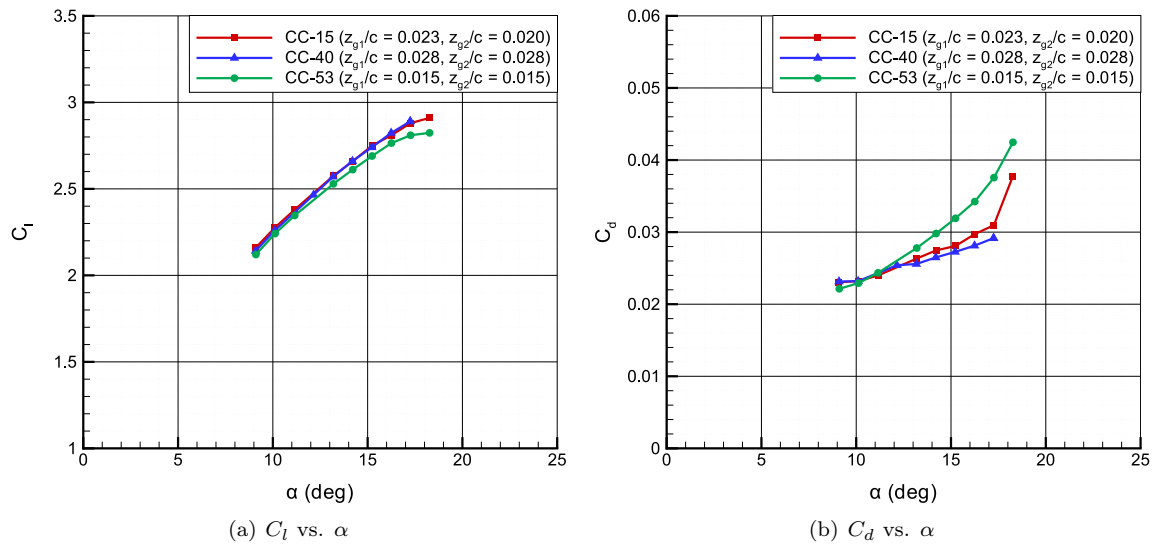 3.5
3
2.5
2
1.5
1
C_l
0
5
10
15
20
25
α (deg)
CC-15 (z_g1/c = 0.023, z_g2/c = 0.020)
CC-40 (z_g1/c = 0.028, z_g2/c = 0.028)
CC-53 (z_g1/c = 0.015, z_g2/c = 0.015)
(a) C_l vs. α
0.06
0.05
0.04
0.03
0.02
0.01
0
C_d
0
5
10
15
20
25
α (deg)
CC-15 (z_g1/c = 0.023, z_g2/c = 0.020)
CC-40 (z_g1/c = 0.028, z_g2/c = 0.028)
CC-53 (z_g1/c = 0.015, z_g2/c = 0.015)
(b) C_d vs. α